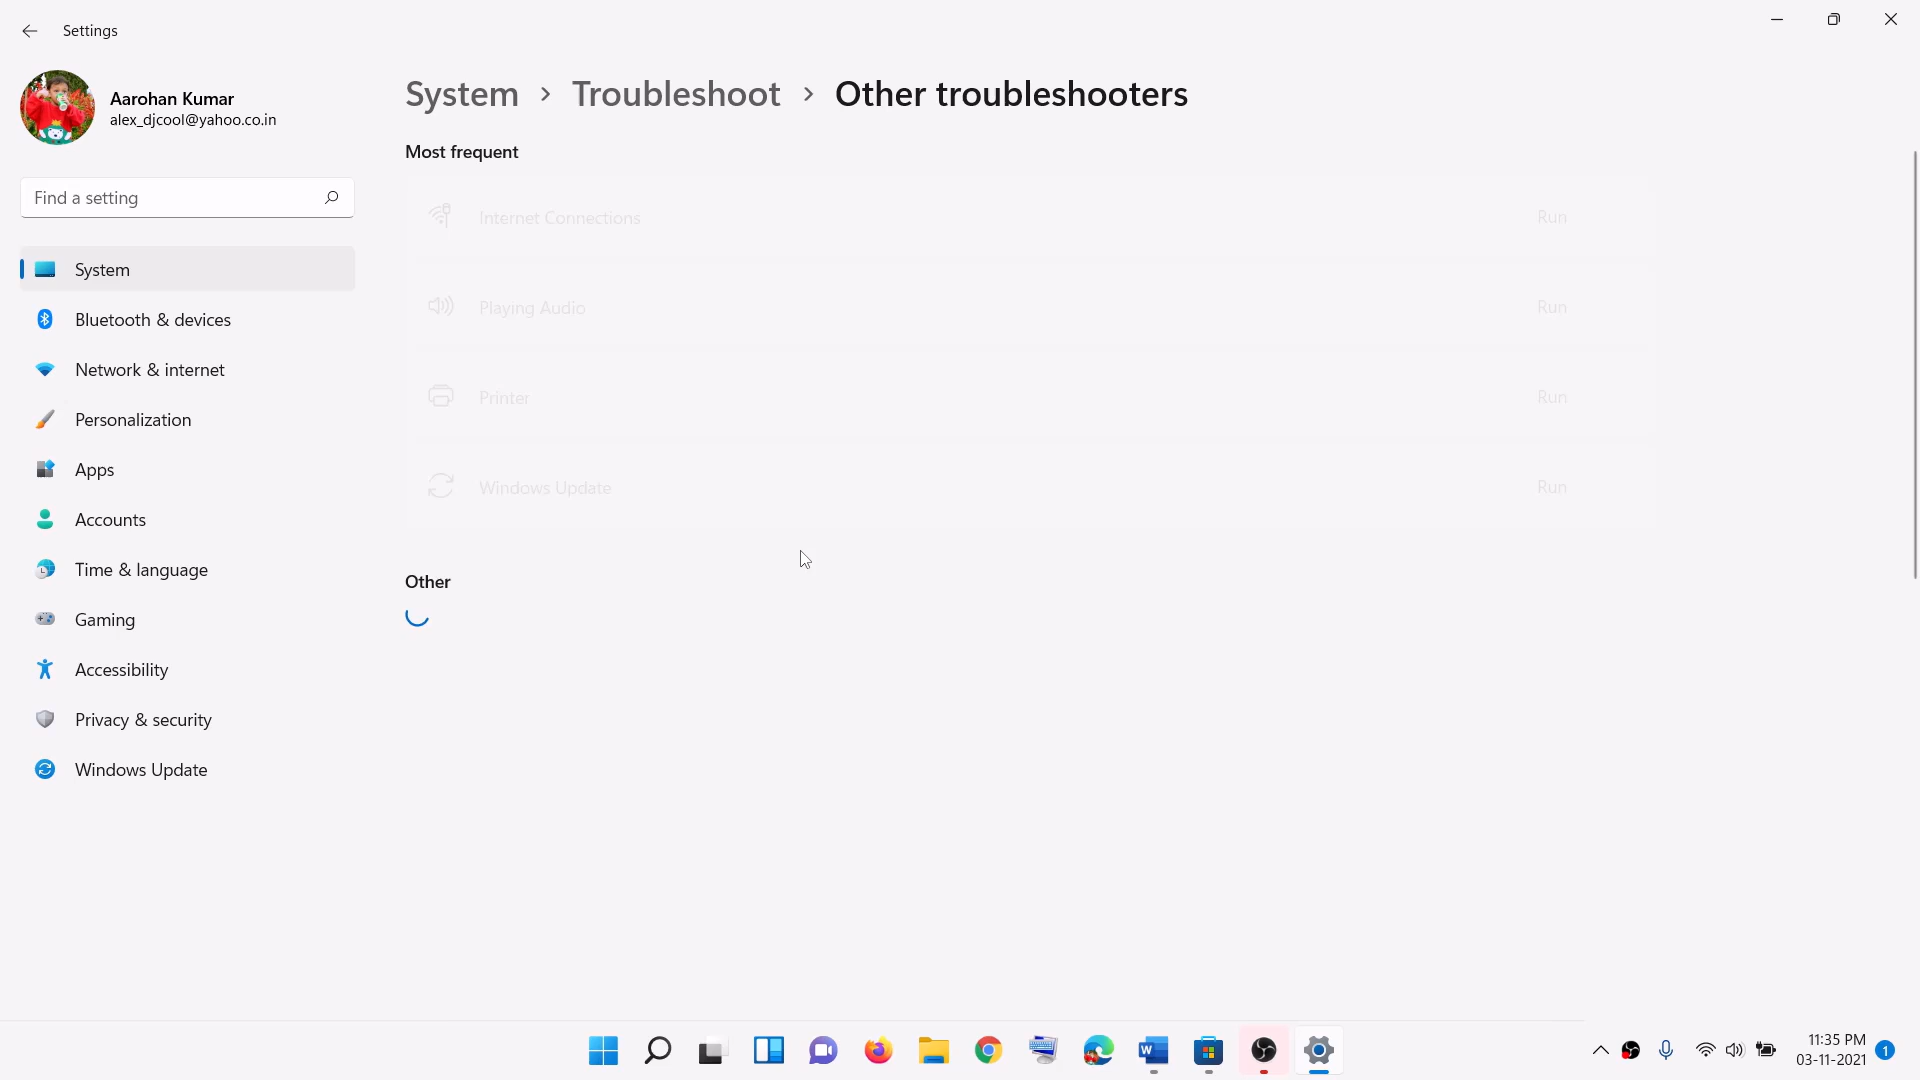 Settings
Aarohan Kumar
alex_djcool@yahoo.co.in
Find a setting
System
Bluetooth & devices
Network & internet
Personalization
Apps
Accounts
Time & language
Gaming
Accessibility
Privacy & security
Windows Update
System > Troubleshoot > Other troubleshooters
Most frequent
Internet Connections Run
Playing Audio Run
Printer Run
Windows Update Run
Other
W
11:35 PM
03-11-2021
1